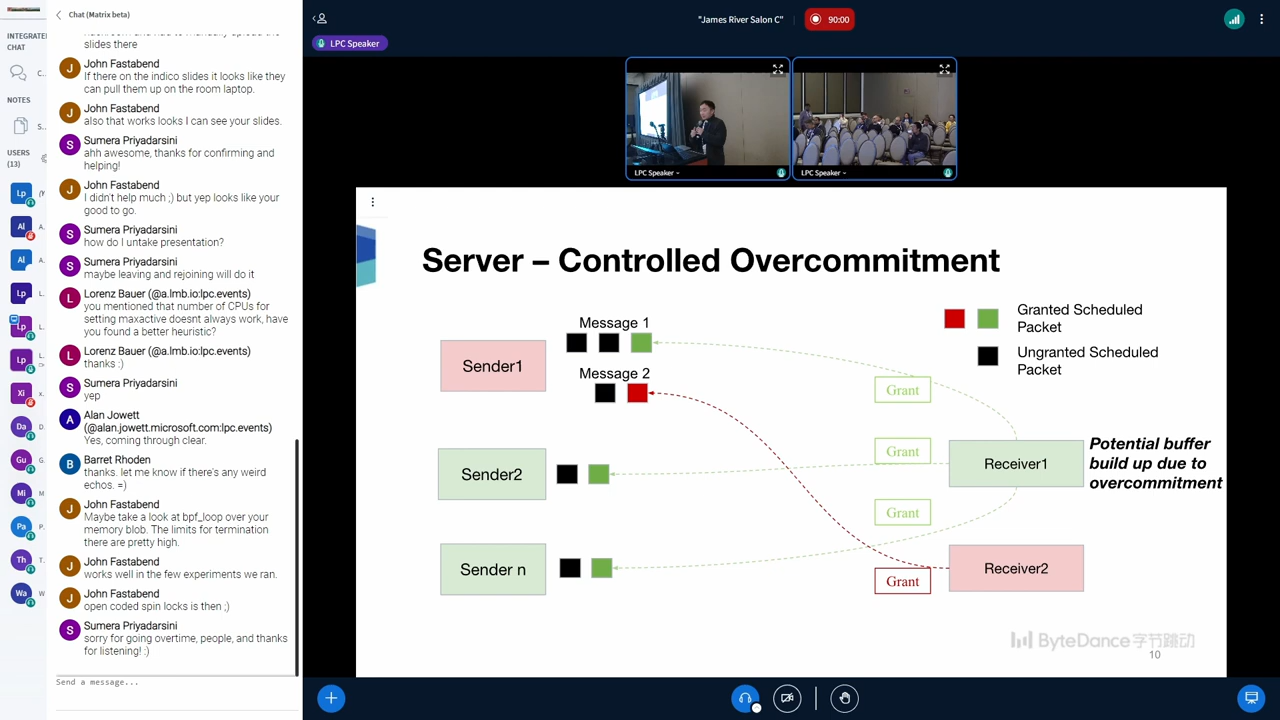 Chat (Matrix beta)
INTEGRATE
CHAT
C..
NOTES
S..
USERS
(13)
slides there
John Fastabend
If there on the indico slides it looks like they
can pull them up on the room laptop.
John Fastabend
also that works looks I can see your slides.
Sumera Priyadarsini
ahh awesome, thanks for confirming and
helping!
John Fastabend
I didn't help much ;) but yep looks like your
good to go.
Sumera Priyadarsini
how do I untake presentation?
Sumera Priyadarsini
maybe leaving and rejoining will do it
Lorenz Bauer (@a.lmb.io:lpc.events)
you mentioned that number of CPUs for
setting maxactive doesnt always work, have
you found a better heuristic?
Lorenz Bauer (@a.lmb.io:lpc.events)
thanks :)
Sumera Priyadarsini
yep
Alan Jowett
(@alan.jowett.microsoft.com:lpc.events)
Yes, coming through clear.
Barret Rhoden
thanks. let me know if there's any weird
echos. =)
John Fastabend
Maybe take a look at bpf_loop over your
memory blob. The limits for termination
there are pretty high.
John Fastabend
works well in the few experiments we ran.
John Fastabend
open coded spin locks is then ;)
Sumera Priyadarsini
sorry for going overtime, people, and thanks
for listening! :)
Send a message...
"James River Salon C"
90:00
LPC Speaker
LPC Speaker
LPC Speaker
Server – Controlled Overcommitment
Granted Scheduled
Packet
Ungranted Scheduled
Packet
Message 1
Sender1
Message 2
Grant
Sender2
Grant
Receiver1
Potential buffer
build up due to
overcommitment
Grant
Sender n
Grant
Receiver2
ByteDance字节跳动
10